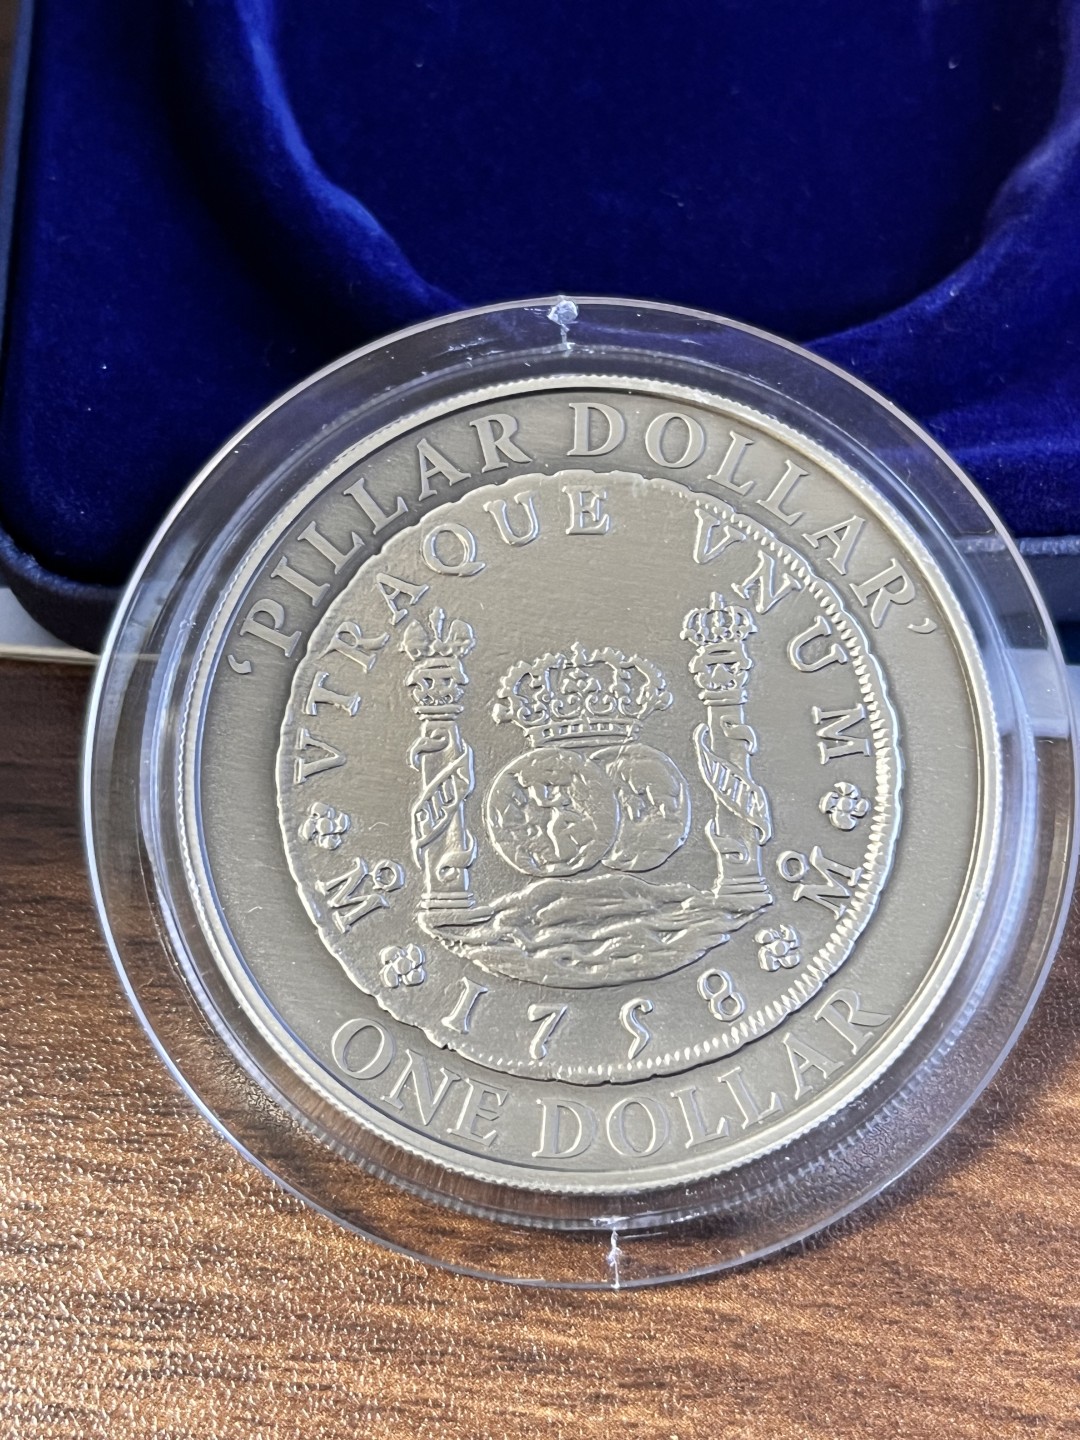 ‘PILLAR DOLLAR’
VTRAQUE VNUM
M M
1758
ONE DOLLAR